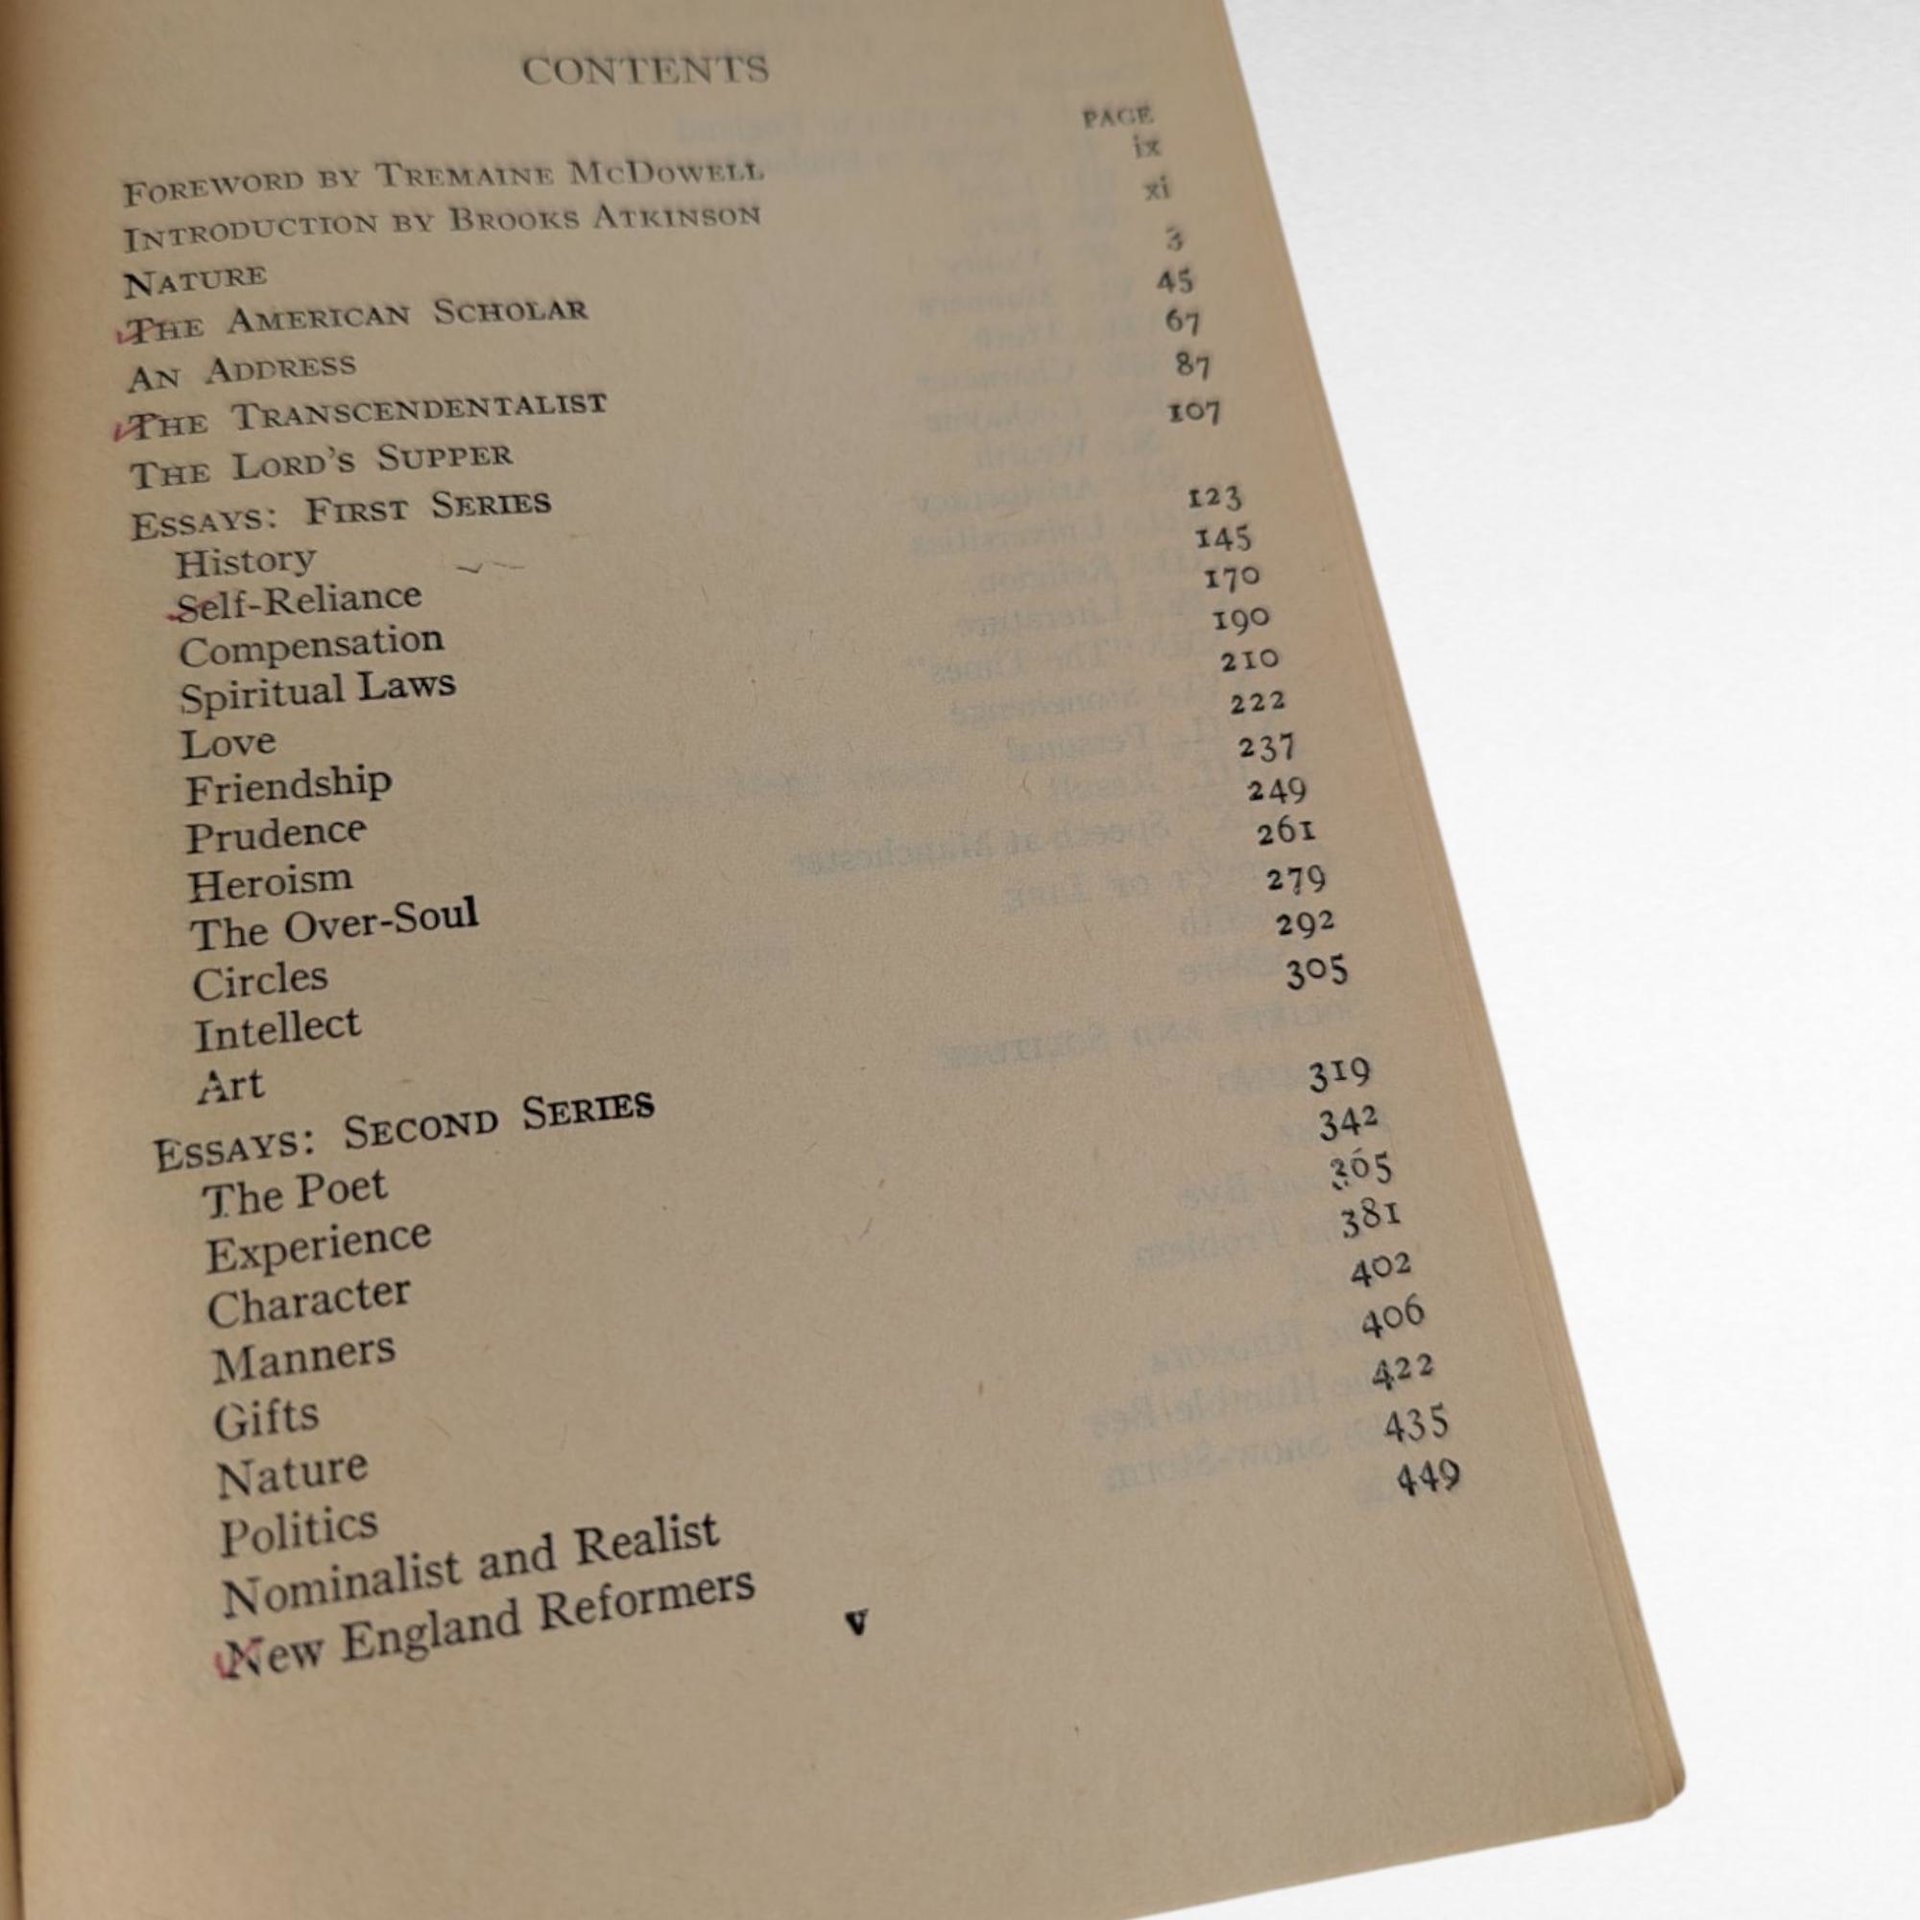 CONTENTS
PAGE
FOREWORD BY TREMAINE MCDOWELL ix
INTRODUCTION BY BROOKS ATKINSON xi
NATURE 3
THE AMERICAN SCHOLAR 45
AN ADDRESS 67
THE TRANSCENDENTALIST 87
THE LORD'S SUPPER 107
ESSAYS: FIRST SERIES
History 123
Self-Reliance 145
Compensation 170
Spiritual Laws 190
Love 210
Friendship 222
Prudence 237
Heroism 249
The Over-Soul 261
Circles 279
Intellect 292
Art 305
ESSAYS: SECOND SERIES
The Poet 319
Experience 342
Character 365
Manners 381
Gifts 402
Nature 406
Politics 422
Nominalist and Realist 435
New England Reformers 449
v